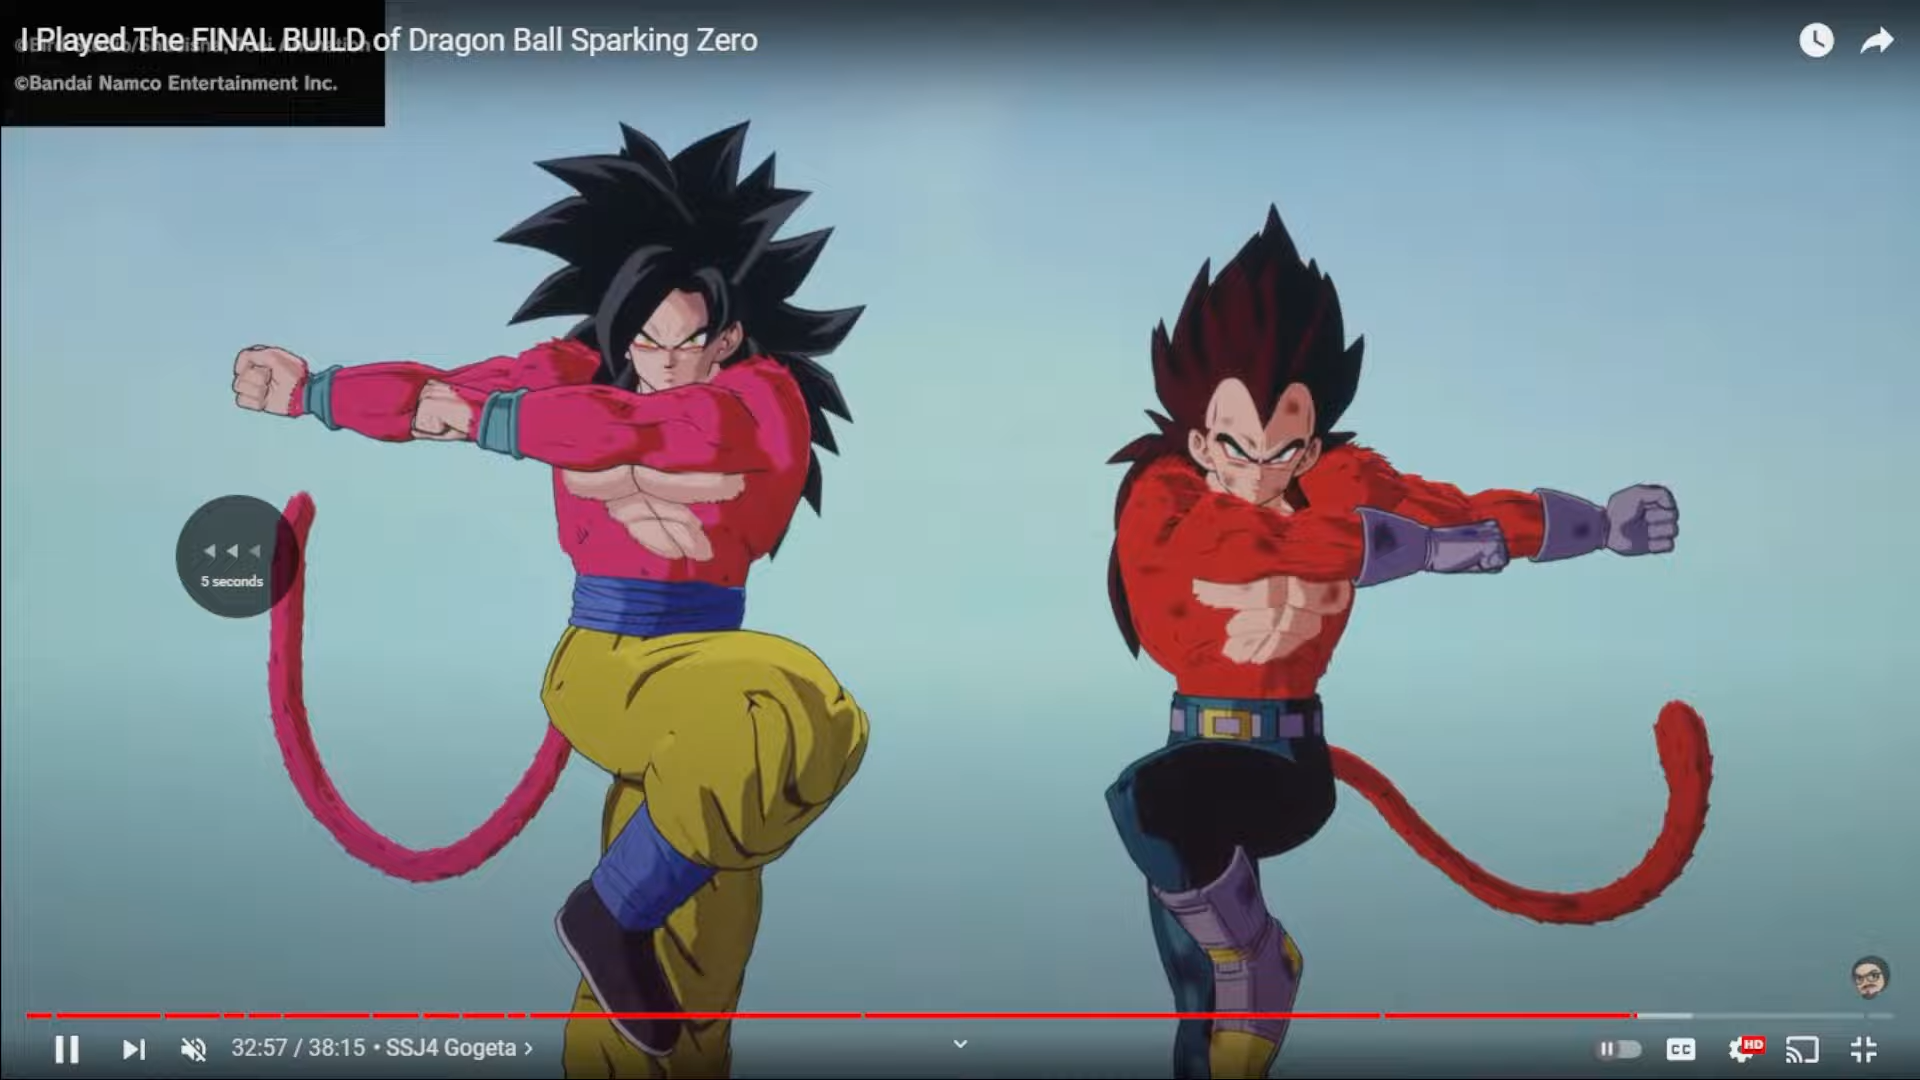 I Played The FINAL BUILD of Dragon Ball Sparking Zero
©Bandai Namco Entertainment Inc.
5 seconds
32:57 / 38:15 • SSJ4 Gogeta ›
CC
HD